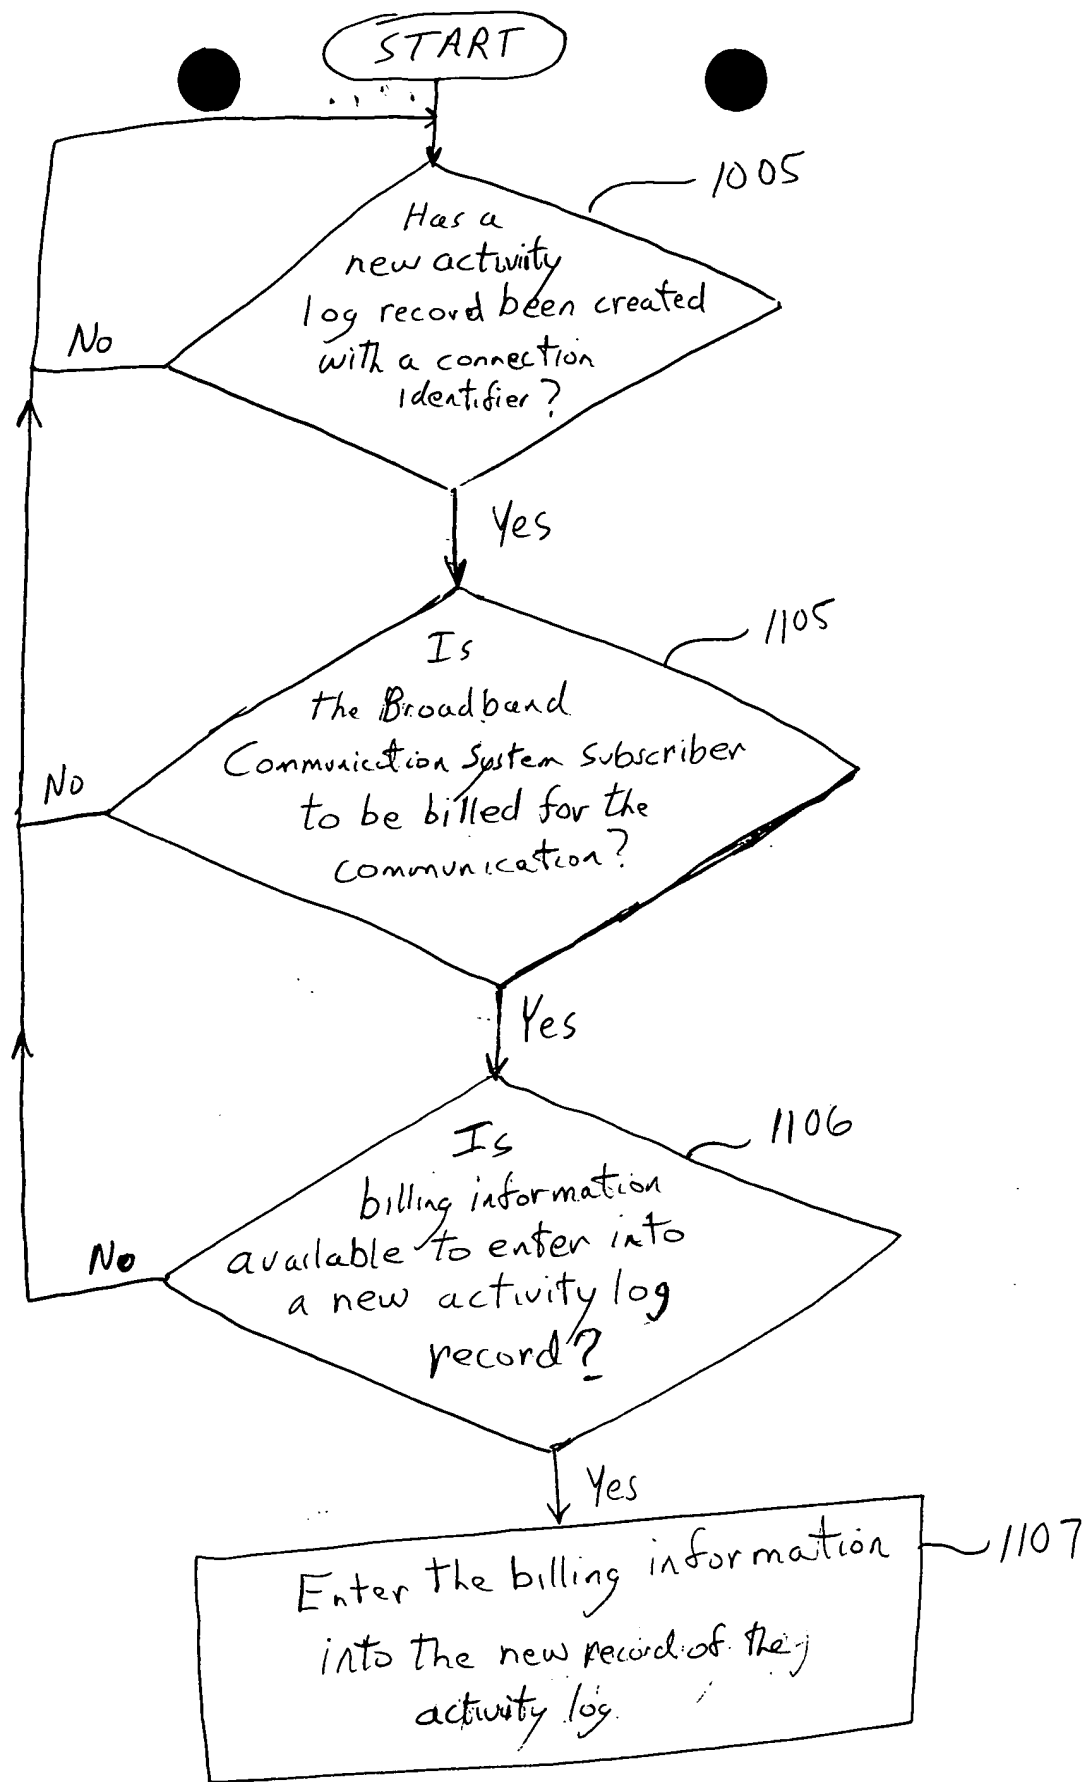 START
1005
Has a
new activity
log record been created
with a connection
identifier?
No
Yes
1105
Is
the Broadband
Communication System subscriber
to be billed for the
communication?
No
Yes
1106
Is
billing information
available to enter into
a new activity log
record?
No
Yes
1107
Enter the billing information
into the new record of the
activity log.